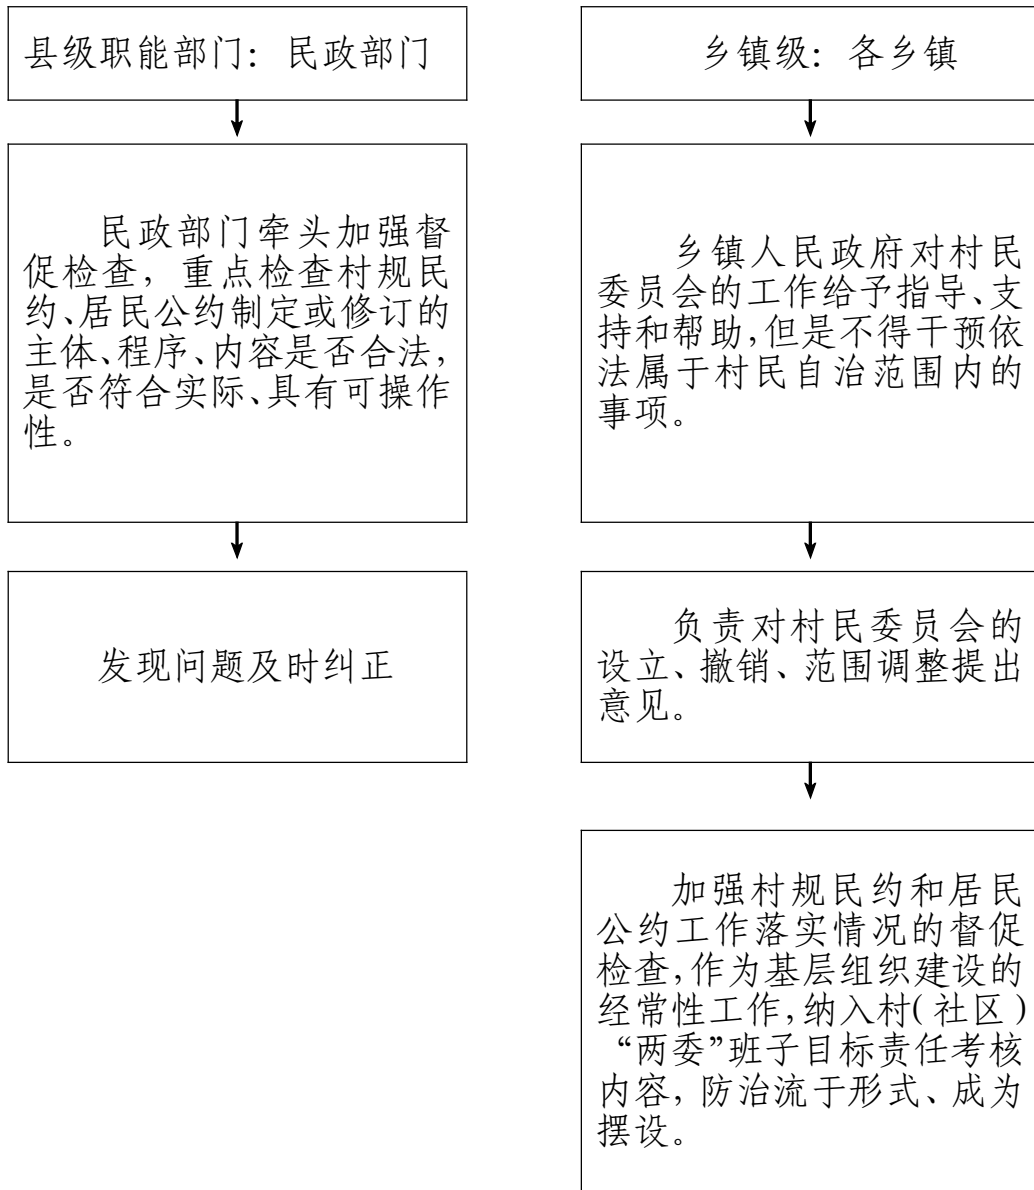 县级职能部门：民政部门
民政部门牵头加强督
促检查，重点检查村规民
约、居民公约制定或修订的
主体、程序、内容是否合法，
是否符合实际、具有可操作
性。
发现问题及时纠正
乡镇级：各乡镇
乡镇人民政府对村民
委员会的工作给予指导、支
持和帮助，但是不得干预依
法属于村民自治范围内的
事项。
负责对村民委员会的
设立、撤销、范围调整提出
意见。
加强村规民约和居民
公约工作落实情况的督促
检查，作为基层组织建设的
经常性工作，纳入村（社区）
“两委”班子目标责任考核
内容，防治流于形式、成为
摆设。